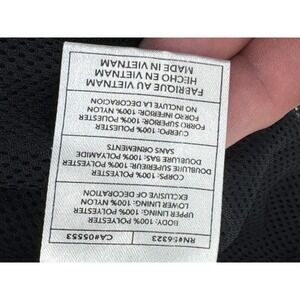 RN#56323 CA#05553
BODY: 100% POLYESTER
UPPER LINING: 100% NYLON
LOWER LINING: 100% POLYESTER
EXCLUSIVE OF DECORATION
CORPS: 100% POLYESTER
DOUBLURE SUPÉRIEURE: 100% POLYAMIDE
DOUBLURE BAS: 100% POLYESTER
SANS ORNEMENTS
CUERPO: 100% POLIESTER
FORRO SUPERIOR: 100% NYLON
FORRO INFERIOR: 100% POLIESTER
NO INCLUYE LA DECORACION
MADE IN VIETNAM
HECHO EN VIETNAM
FABRIQUE AU VIETNAM